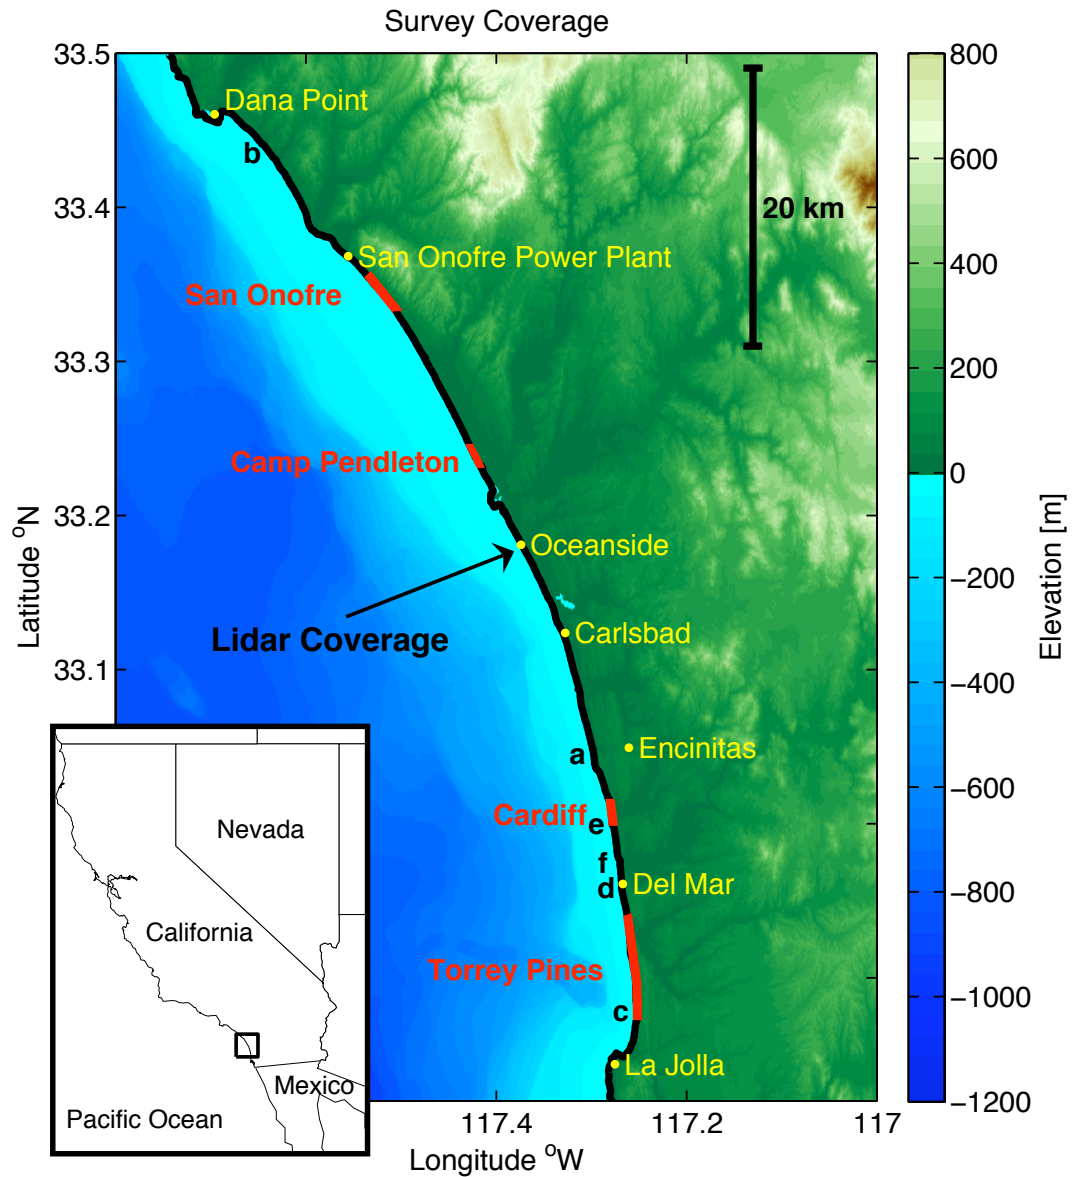 Survey Coverage
33.5
33.4
33.3
33.2
33.1
Latitude °N
Dana Point
b
20 km
San Onofre Power Plant
San Onofre
Camp Pendleton
Oceanside
Lidar Coverage
Carlsbad
a
Encinitas
Cardiff
e
f
d
Del Mar
Torrey Pines
c
La Jolla
117.4
117.2
117
Longitude °W
800
600
400
200
0
−200
−400
−600
−800
−1000
−1200
Elevation [m]
Nevada
California
Mexico
Pacific Ocean